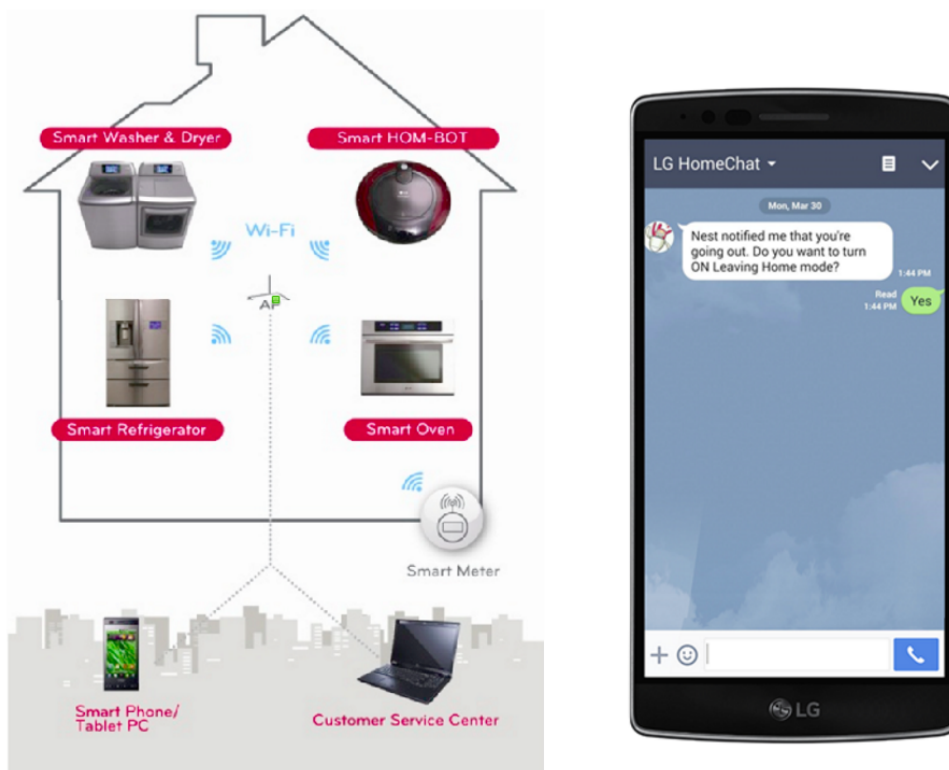 Smart Washer & Dryer
Smart HOM-BOT
Wi-Fi
AP
Smart Refrigerator
Smart Oven
Smart Meter
Smart Phone/
Tablet PC
Customer Service Center
LG HomeChat
Mon, Mar 30
Nest notified me that you're
going out. Do you want to turn
ON Leaving Home mode?
1:44 PM
Read
1:44 PM
Yes
LG